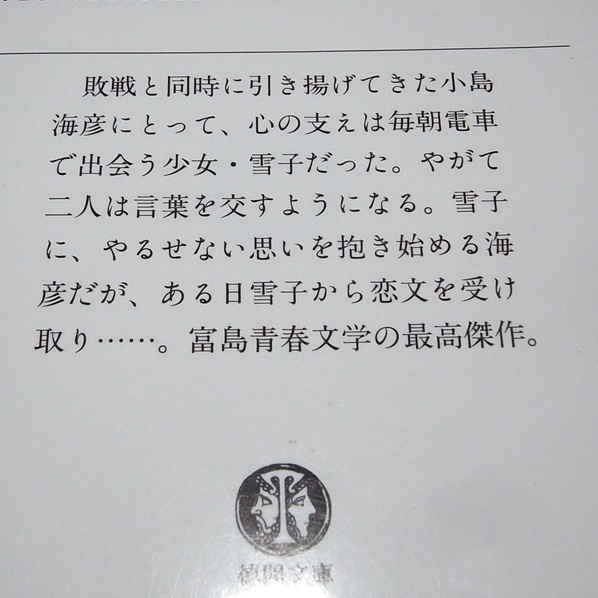 敗戦と同時に引き揚げてきた小島
海彦にとって、心の支えは毎朝電車
で出会う少女・雪子だった。やがて
二人は言葉を交すようになる。雪子
に、やるせない思いを抱き始める海
彦だが、ある日雪子から恋文を受け
取り……。富島青春文学の最高傑作。
徳間文庫